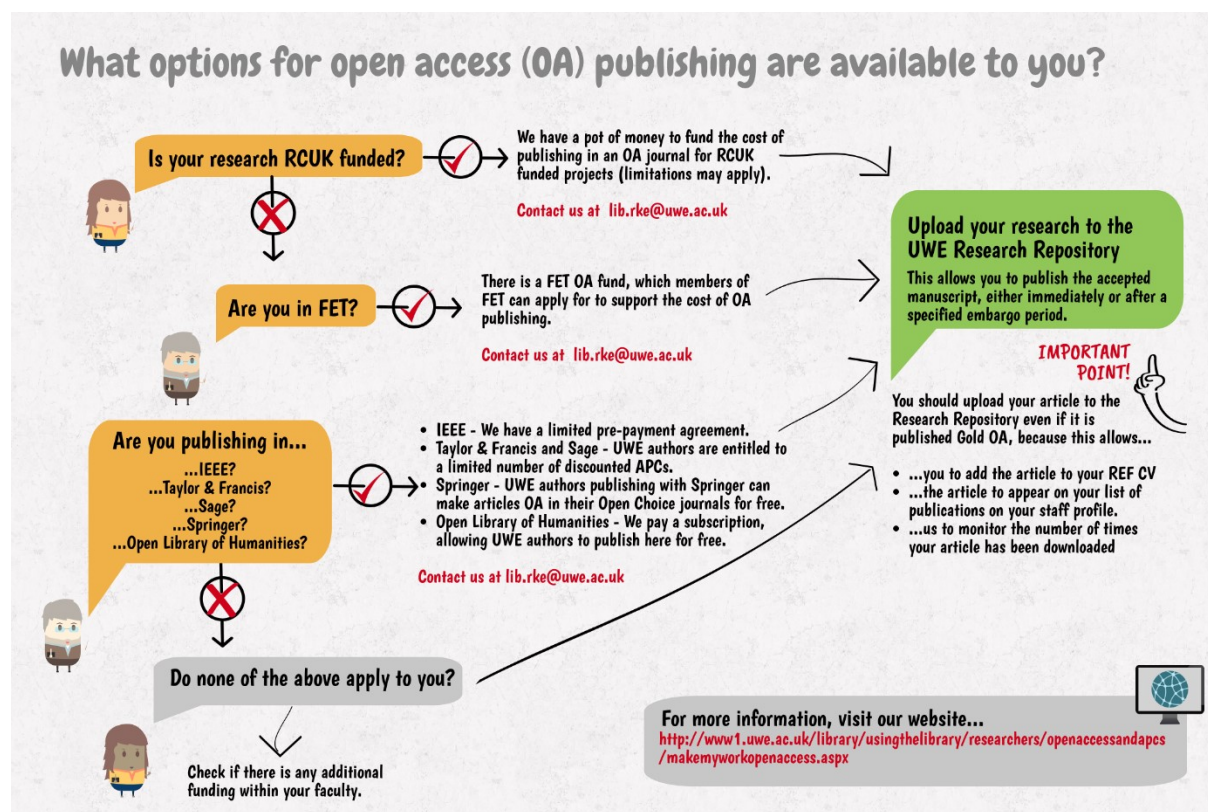 What options for open access (OA) publishing are available to you?
Is your research RCUK funded?
We have a pot of money to fund the cost of
publishing in an OA journal for RCUK
funded projects (limitations may apply).
Contact us at lib.rke@uwe.ac.uk
Are you in FET?
There is a FET OA fund, which members of
FET can apply for to support the cost of OA
publishing.
Contact us at lib.rke@uwe.ac.uk
Are you publishing in...
...IEEE?
...Taylor & Francis?
...Sage?
...Springer?
...Open Library of Humanities?
• IEEE - We have a limited pre-payment agreement.
• Taylor & Francis and Sage - UWE authors are entitled to
a limited number of discounted APCs.
• Springer - UWE authors publishing with Springer can
make articles OA in their Open Choice journals for free.
• Open Library of Humanities - We pay a subscription,
allowing UWE authors to publish here for free.
Contact us at lib.rke@uwe.ac.uk
Do none of the above apply to you?
Check if there is any additional
funding within your faculty.
Upload your research to the
UWE Research Repository
This allows you to publish the accepted
manuscript, either immediately or after a
specified embargo period.
IMPORTANT
POINT!
You should upload your article to the
Research Repository even if it is
published Gold OA, because this allows...
• ...you to add the article to your REF CV
• ...the article to appear on your list of
publications on your staff profile.
• ...us to monitor the number of times
your article has been downloaded
For more information, visit our website...
http://www1.uwe.ac.uk/library/usingthelibrary/researchers/openaccessandapcs
/makemyworkopenaccess.aspx